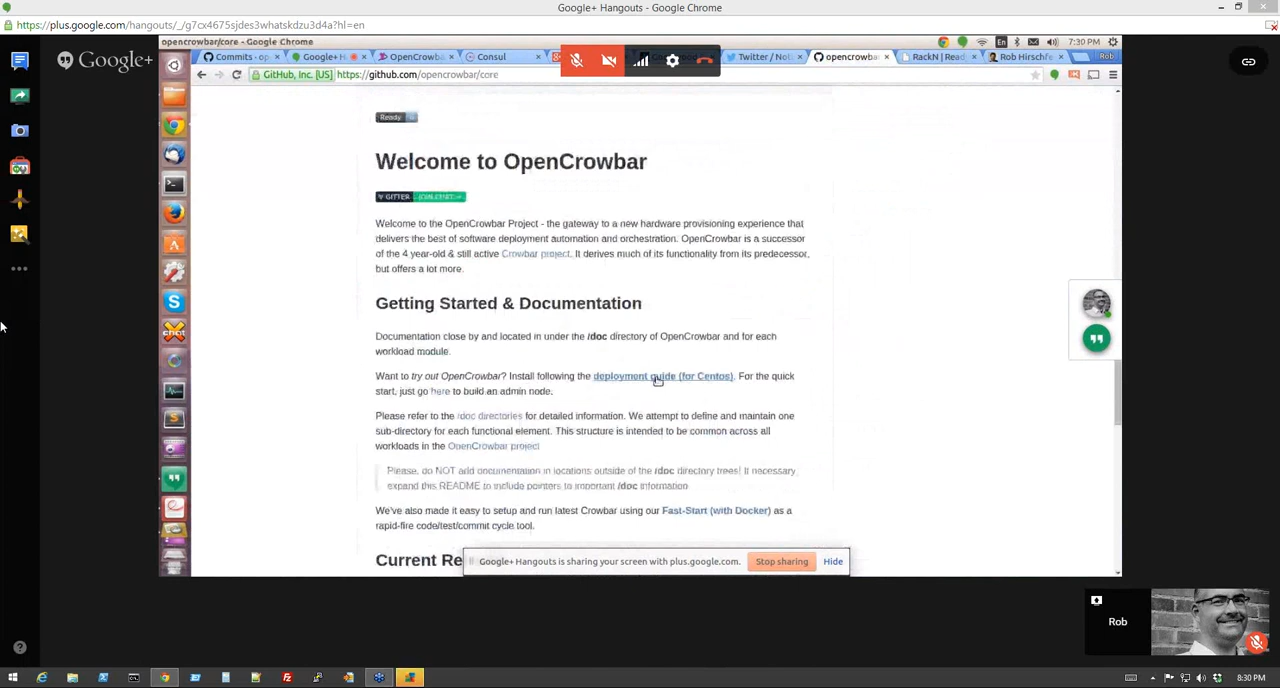 Google+ Hangouts - Google Chrome
https://plus.google.com/hangouts/_/g7cx4675sjdes3whatskdzu3d4a?hl=en
Google+
opencrowbar/core - Google Chrome
En
7:30 PM
Commits · op
Google+ H
OpenCrowb
Consul
Twitter / Not
opencrowbar
RackN | Read
Rob Hirschfe
Rob
GitHub, Inc. [US]
https://github.com/opencrowbar/core
Ready
Welcome to OpenCrowbar
GITTER
Welcome to the OpenCrowbar Project - the gateway to a new hardware provisioning experience that
delivers the best of software deployment automation and orchestration. OpenCrowbar is a successor
of the 4 year-old & still active Crowbar project. It derives much of its functionality from its predecessor,
but offers a lot more.
Getting Started & Documentation
Documentation close by and located in under the /doc directory of OpenCrowbar and for each
workload module.
Want to try out OpenCrowbar? Install following the deployment guide (for Centos). For the quick
start, just go here to build an admin node.
Please refer to the /doc directories for detailed information. We attempt to define and maintain one
sub-directory for each functional element. This structure is intended to be common across all
workloads in the OpenCrowbar project
Please, do NOT add documentation in locations outside of the /doc directory trees! It necessary
expand this README to include pointers to important /doc information
We've also made it easy to setup and run latest Crowbar using our Fast-Start (with Docker) as a
rapid-fire code/test/commit cycle tool.
Current Re
Google+ Hangouts is sharing your screen with plus.google.com.
Stop sharing
Hide
chat
Rob
8:30 PM